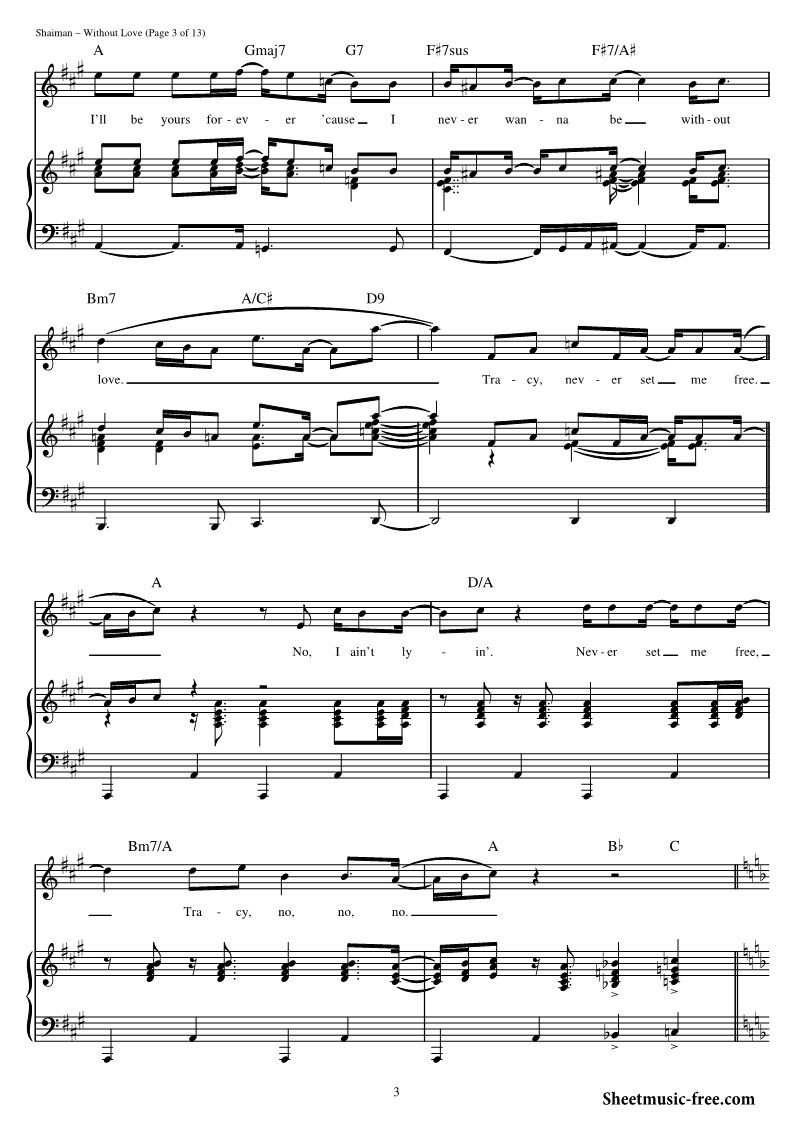 Shaiman – Without Love (Page 3 of 13)
A Gmaj7 G7 F♯7sus F♯7/A♯
I'll be yours for - ev - er 'cause I nev - er wan - na be with - out
Bm7 A/C♯ D9
love. Tra - cy, nev - er set me free.
A D/A
No, I ain't ly - in'. Nev - er set me free,
Bm7/A A B♭ C
Tra - cy, no, no, no.
3
Sheetmusic-free.com